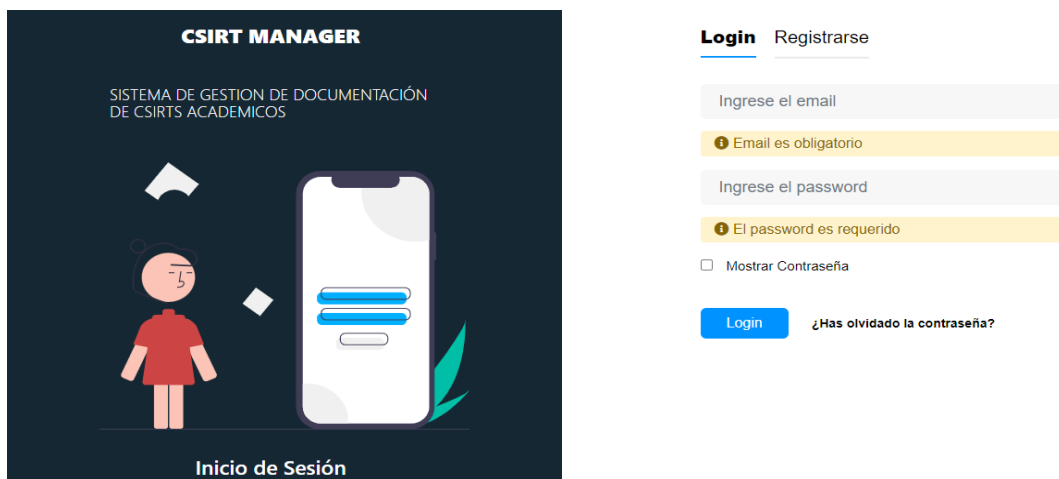 CSIRT MANAGER
SISTEMA DE GESTION DE DOCUMENTACIÓN
DE CSIRTS ACADEMICOS
Inicio de Sesión
Login Registrarse
Ingrese el email
Email es obligatorio
Ingrese el password
El password es requerido
Mostrar Contraseña
Login ¿Has olvidado la contraseña?